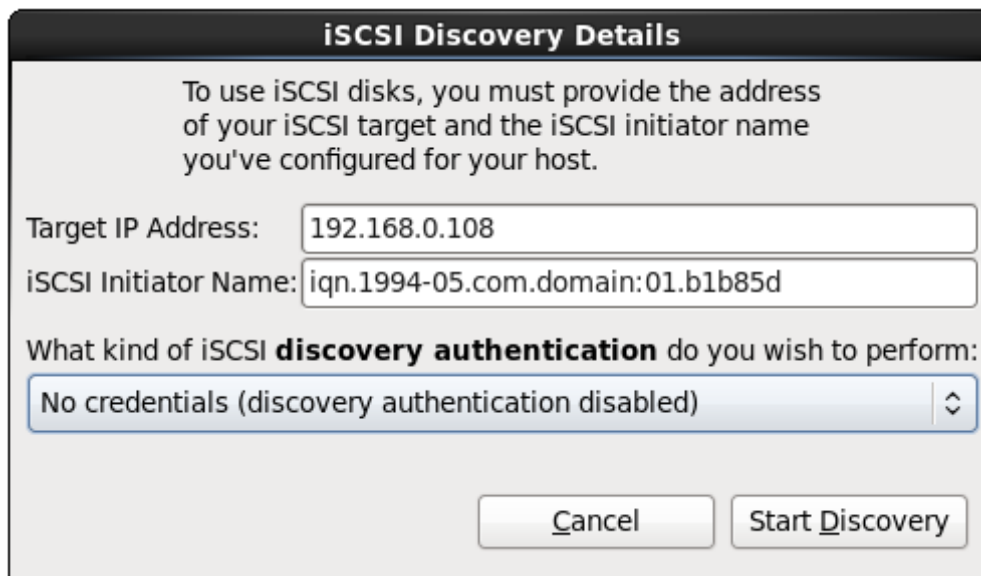 iSCSI Discovery Details
To use iSCSI disks, you must provide the address
of your iSCSI target and the iSCSI initiator name
you've configured for your host.
Target IP Address: 192.168.0.108
iSCSI Initiator Name: iqn.1994-05.com.domain:01.b1b85d
What kind of iSCSI discovery authentication do you wish to perform:
No credentials (discovery authentication disabled)
Cancel Start Discovery